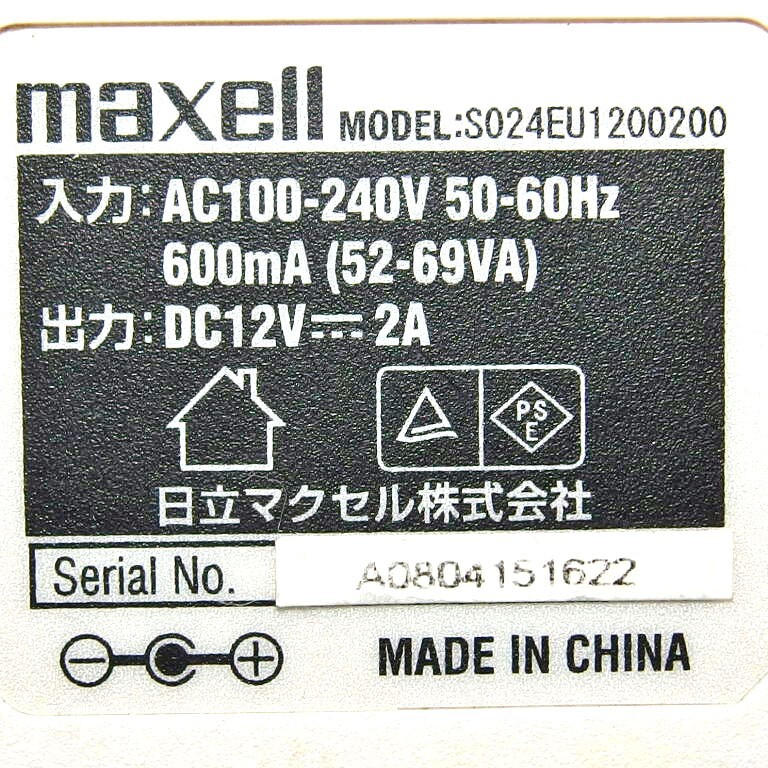 maxell MODEL:S024EU1200200
入力:AC100-240V 50-60Hz
600mA (52-69VA)
出力:DC12V⎓2A
PS
E
日立マクセル株式会社
Serial No. A0804151622
MADE IN CHINA